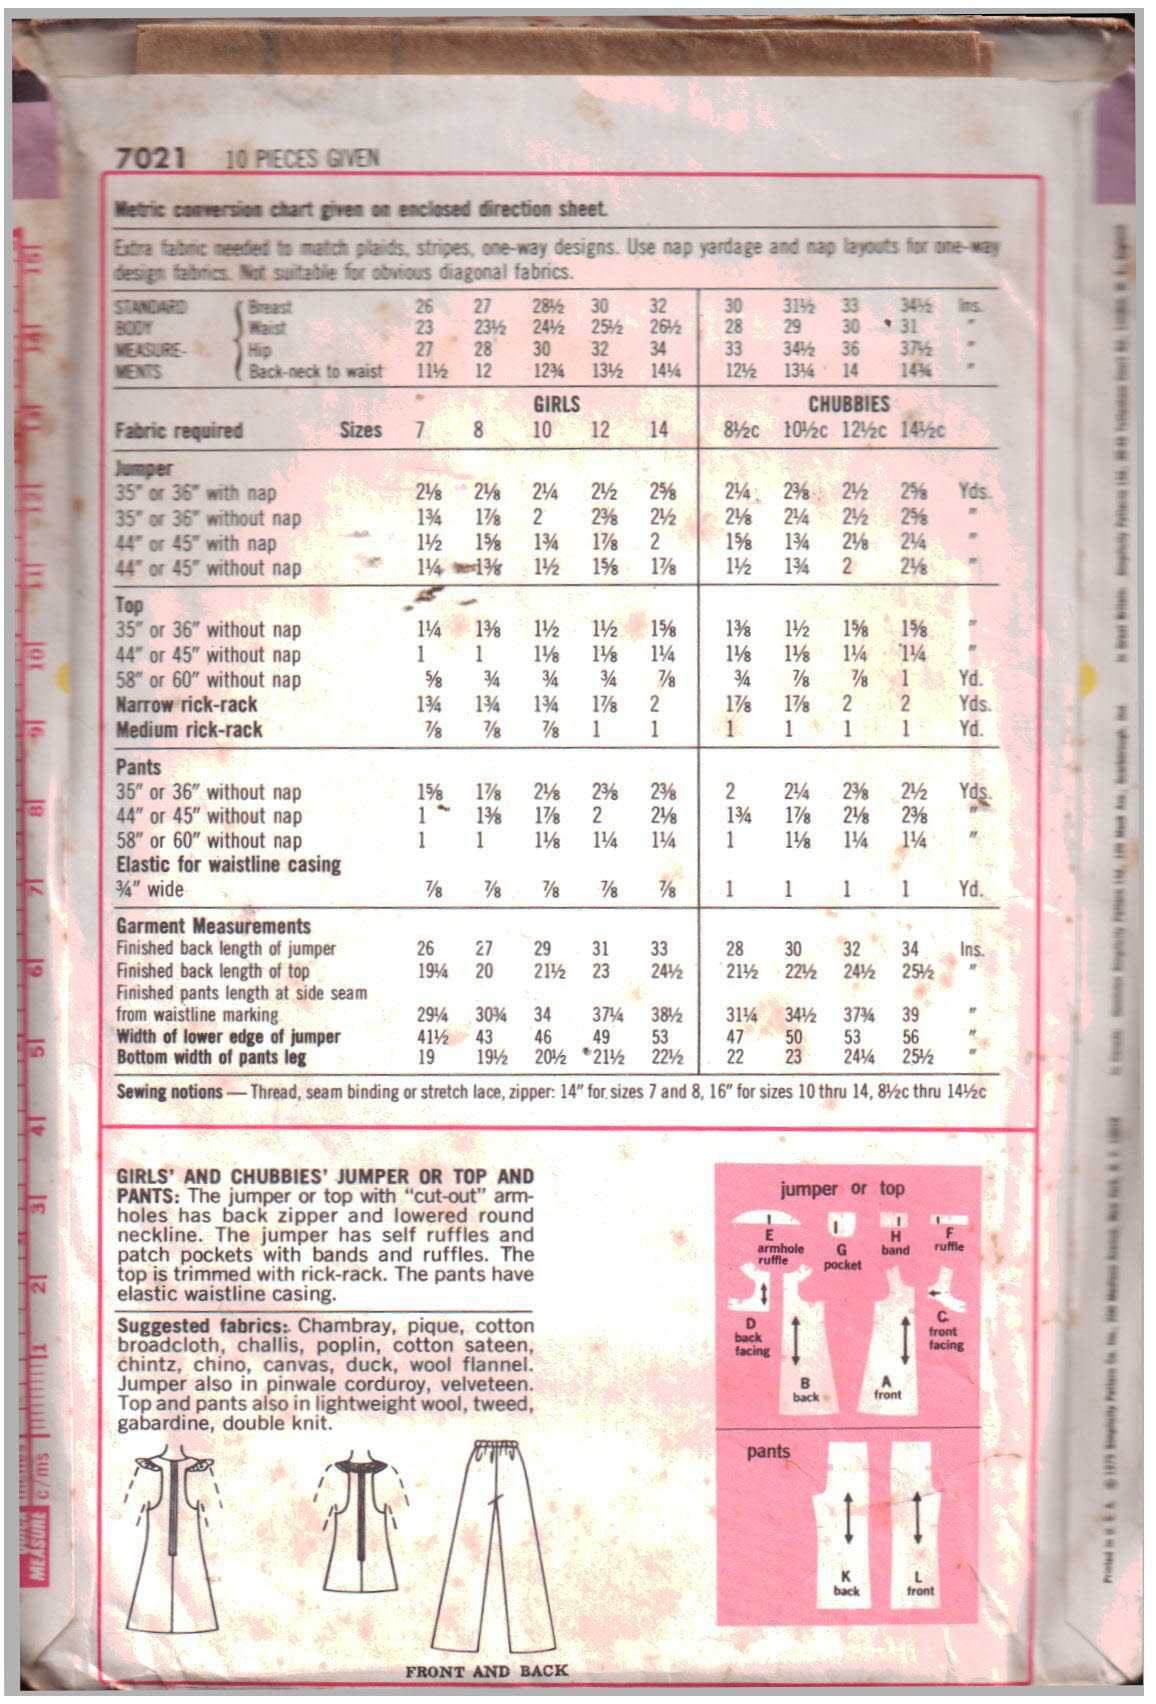 7021 10 PIECES GIVEN
Metric conversion chart given on enclosed direction sheet.
Extra fabric needed to match plaids, stripes, one-way designs. Use nap yardage and nap layouts for one-way
design fabrics. Not suitable for obvious diagonal fabrics.
STANDARD Breast 26 27 28½ 30 32 30 31½ 33 34½ Ins.
BODY Waist 23 23½ 24½ 25½ 26½ 28 29 30 31 "
MEASURE- Hip 27 28 30 32 34 33 34½ 36 37½ "
MENTS Back-neck to waist 11½ 12 12¾ 13½ 14¼ 12½ 13¼ 14 14¾ "
GIRLS CHUBBIES
Fabric required Sizes 7 8 10 12 14 8½c 10½c 12½c 14½c
Jumper
35" or 36" with nap 2⅛ 2⅛ 2¼ 2½ 2⅝ 2¼ 2⅜ 2½ 2⅝ Yds.
35" or 36" without nap 1¾ 1⅞ 2 2⅜ 2½ 2⅛ 2¼ 2½ 2⅝ "
44" or 45" with nap 1½ 1⅝ 1¾ 1⅞ 2 1⅝ 1¾ 2⅛ 2¼ "
44" or 45" without nap 1¼ 1⅜ 1½ 1⅝ 1⅞ 1½ 1¾ 2 2⅛ "
Top
35" or 36" without nap 1¼ 1⅜ 1½ 1½ 1⅝ 1⅜ 1½ 1⅝ 1⅝ "
44" or 45" without nap 1 1 1⅛ 1⅛ 1¼ 1⅛ 1⅛ 1¼ 1¼ "
58" or 60" without nap ⅝ ¾ ¾ ¾ ⅞ ¾ ⅞ ⅞ 1 Yd.
Narrow rick-rack 1¾ 1¾ 1¾ 1⅞ 2 1⅞ 1⅞ 2 2 Yds.
Medium rick-rack ⅞ ⅞ ⅞ 1 1 1 1 1 1 Yd.
Pants
35" or 36" without nap 1⅝ 1⅞ 2⅛ 2⅜ 2⅜ 2 2¼ 2⅜ 2½ Yds.
44" or 45" without nap 1 1⅜ 1⅞ 2 2⅛ 1¾ 1⅞ 2⅛ 2⅜ "
58" or 60" without nap 1 1 1⅛ 1¼ 1¼ 1 1⅛ 1¼ 1¼ "
Elastic for waistline casing
¾" wide ⅞ ⅞ ⅞ ⅞ ⅞ 1 1 1 1 Yd.
Garment Measurements
Finished back length of jumper 26 27 29 31 33 28 30 32 34 Ins.
Finished back length of top 19¼ 20 21½ 23 24½ 21½ 22½ 24½ 25½ "
Finished pants length at side seam
from waistline marking 29¼ 30¾ 34 37¼ 38½ 31¼ 34½ 37¾ 39 "
Width of lower edge of jumper 41½ 43 46 49 53 47 50 53 56 "
Bottom width of pants leg 19 19½ 20½ 21½ 22½ 22 23 24¼ 25½ "
Sewing notions — Thread, seam binding or stretch lace, zipper: 14" for sizes 7 and 8, 16" for sizes 10 thru 14, 8½c thru 14½c
GIRLS' AND CHUBBIES' JUMPER OR TOP AND
PANTS: The jumper or top with "cut-out" arm-
holes has back zipper and lowered round
neckline. The jumper has self ruffles and
patch pockets with bands and ruffles. The
top is trimmed with rick-rack. The pants have
elastic waistline casing.
Suggested fabrics: Chambray, pique, cotton
broadcloth, challis, poplin, cotton sateen,
chintz, chino, canvas, duck, wool flannel.
Jumper also in pinwale corduroy, velveteen.
Top and pants also in lightweight wool, tweed,
gabardine, double knit.
FRONT AND BACK
jumper or top
E armhole ruffle
G pocket
H band
F ruffle
D back facing
B back
A front
C front facing
pants
K back
L front
15
14
13
12
11
10
9
8
7
6
5
4
3
2
1
c/ms
MEASURE